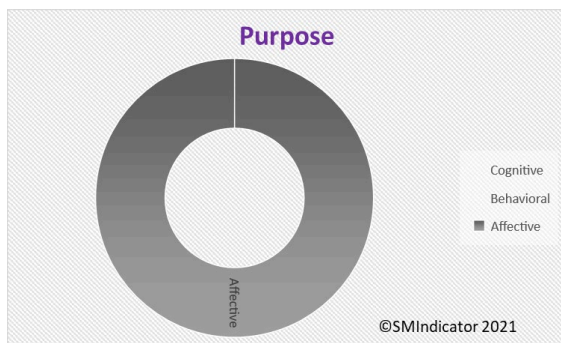 Purpose
Cognitive
Behavioral
Affective
Affective
©SMIndicator 2021